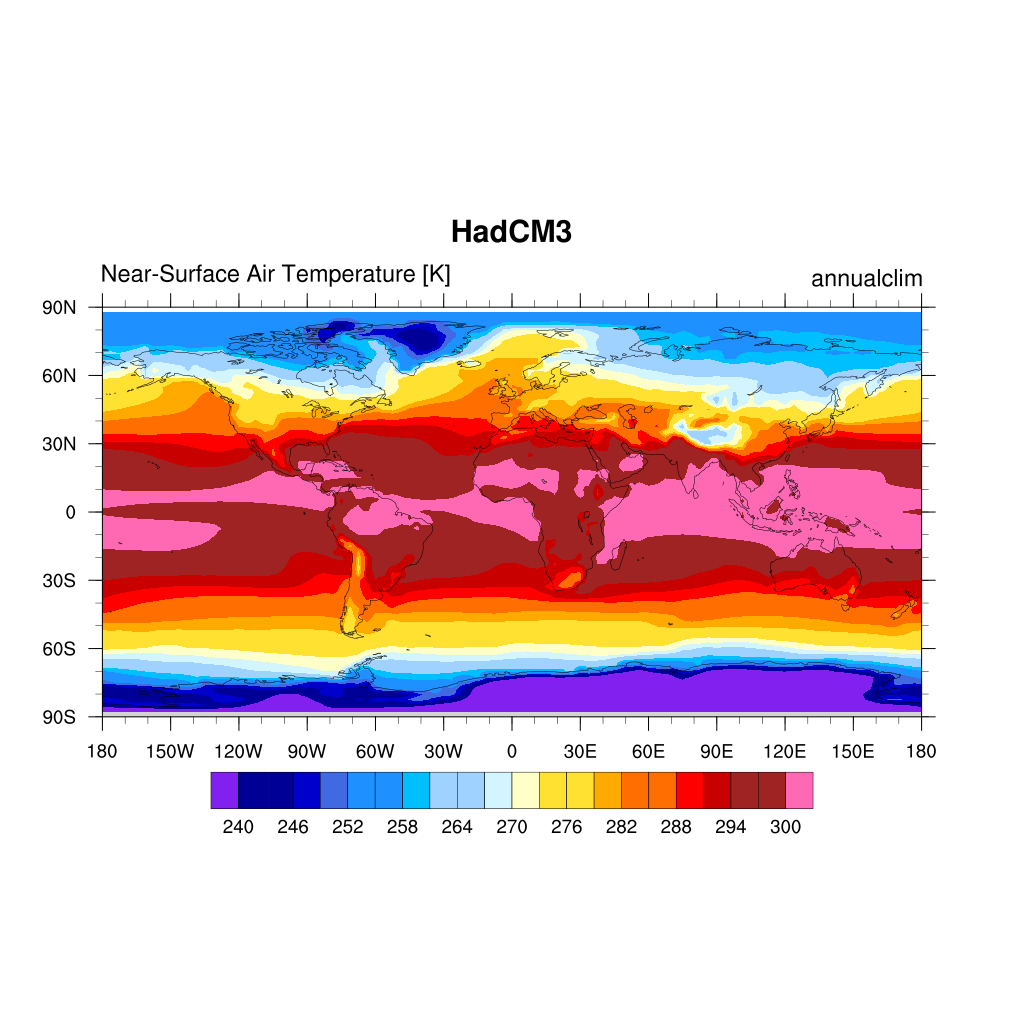 HadCM3
Near-Surface Air Temperature [K] annualclim
90N
60N
30N
0
30S
60S
90S
180 150W 120W 90W 60W 30W 0 30E 60E 90E 120E 150E 180
240 246 252 258 264 270 276 282 288 294 300